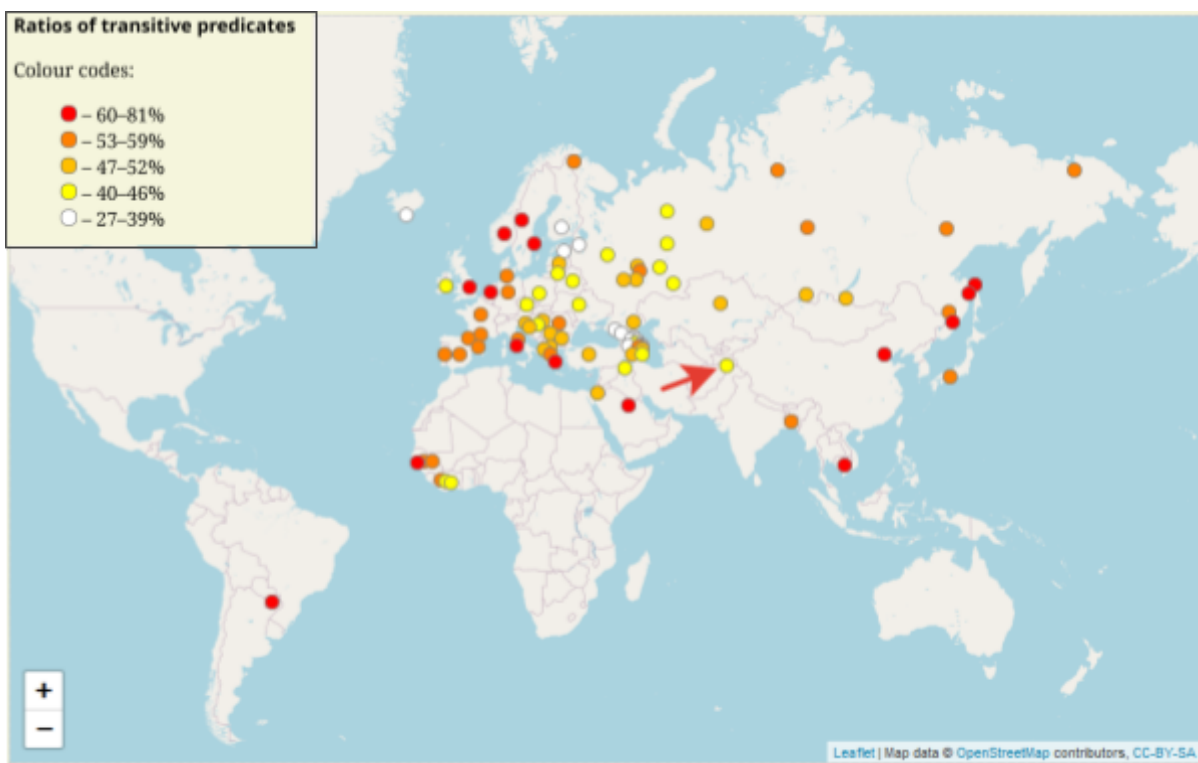 Ratios of transitive predicates
Colour codes:
– 60–81%
– 53–59%
– 47–52%
– 40–46%
– 27–39%
+
−
Leaflet | Map data © OpenStreetMap contributors, CC-BY-SA